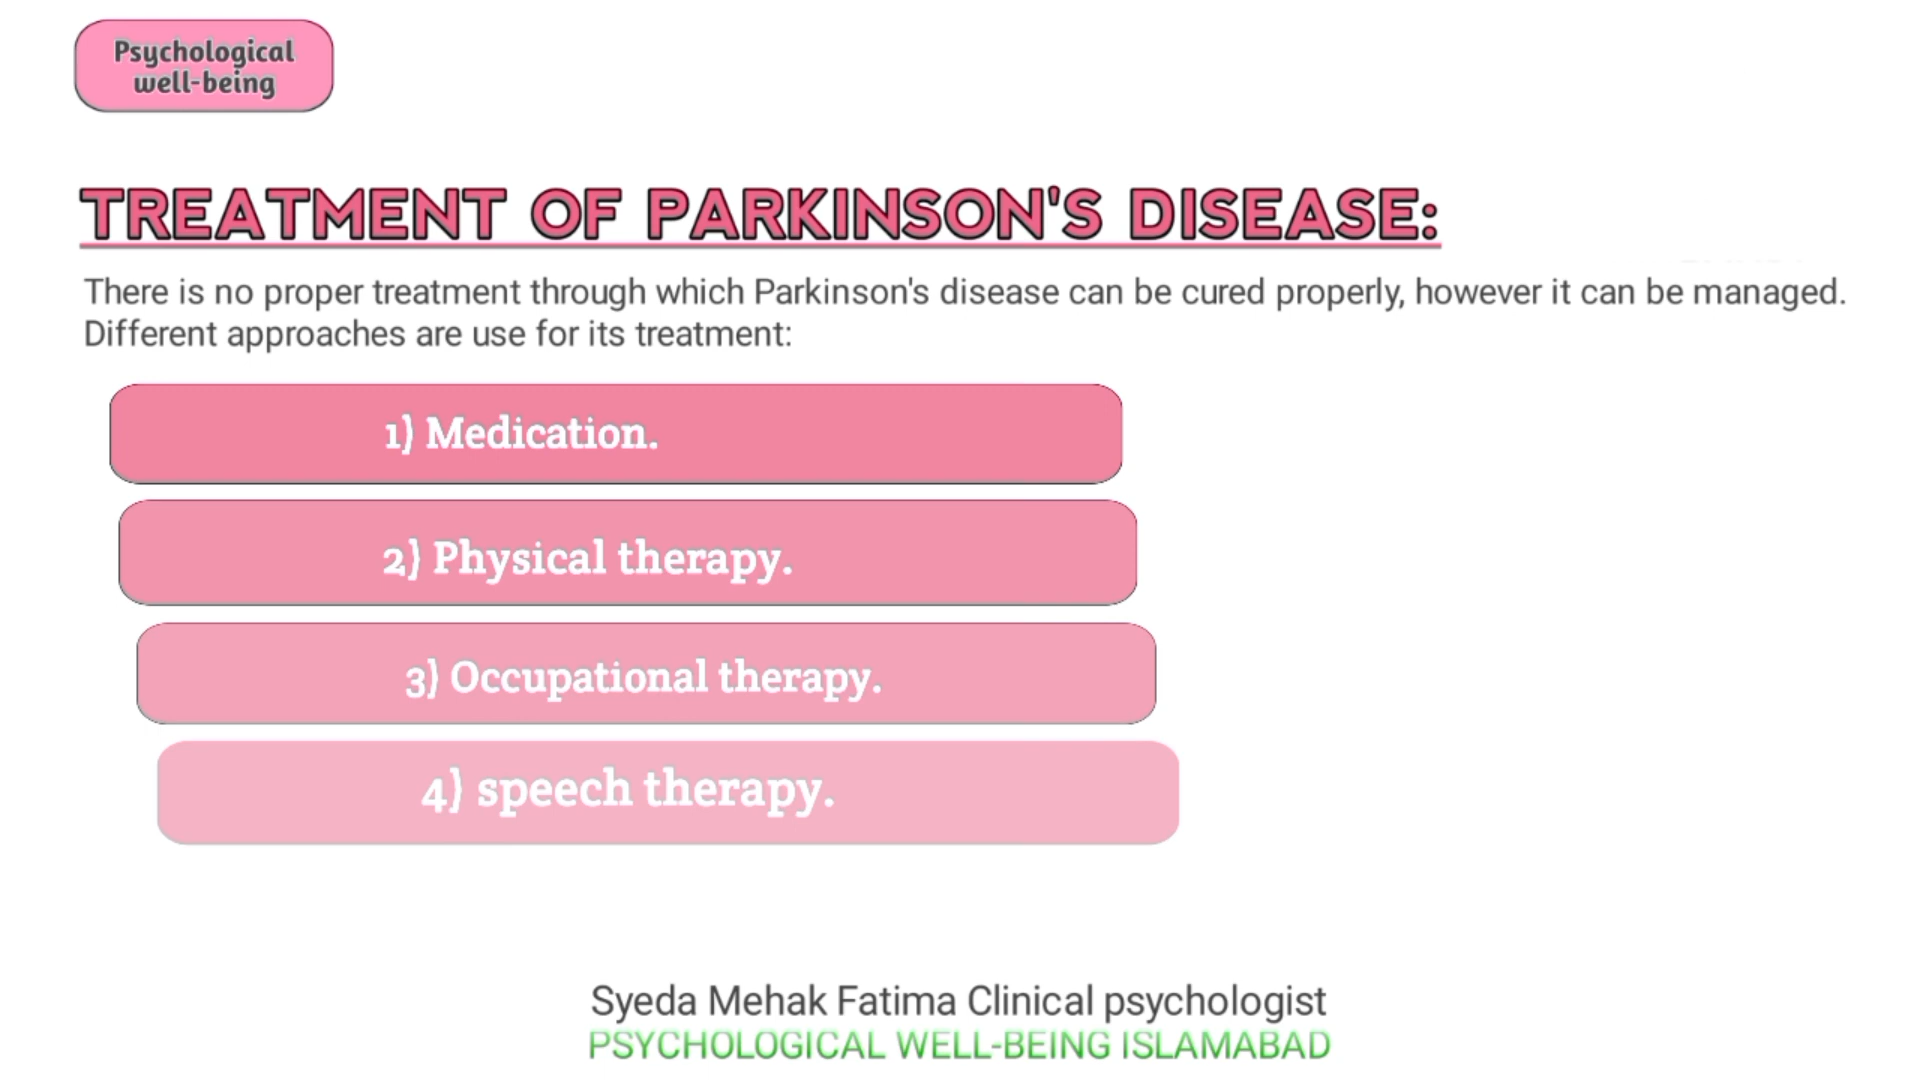 Psychological
well-being
TREATMENT OF PARKINSON'S DISEASE:
There is no proper treatment through which Parkinson's disease can be cured properly, however it can be managed.
Different approaches are use for its treatment:
1) Medication.
2) Physical therapy.
3) Occupational therapy.
4) speech therapy.
Syeda Mehak Fatima Clinical psychologist
PSYCHOLOGICAL WELL-BEING ISLAMABAD